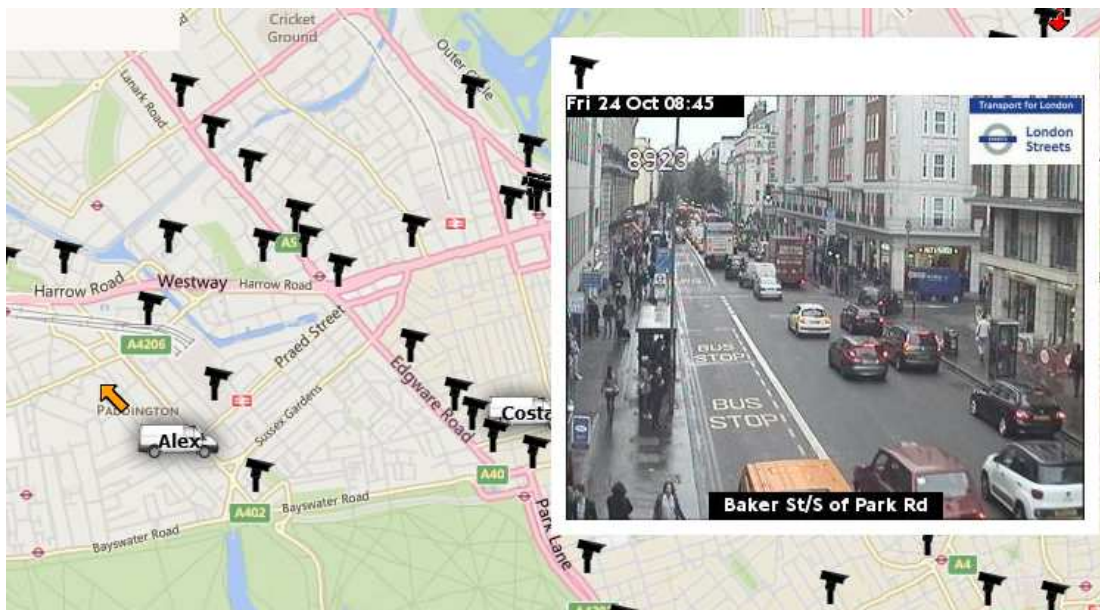 Cricket
Ground
Outer Circle
Lanark Road
A5
Harrow Road
Westway
Harrow Road
A4206
Praed Street
Edgware Road
PADDINGTON
Alex
Sussex Gardens
Costa
A40
A402
Bayswater Road
Bayswater Road
Park Lane
A4
Fri 24 Oct 08:45
8923
Transport for London
London
Streets
BUS
STOP
BUS
STOP
Baker St/S of Park Rd